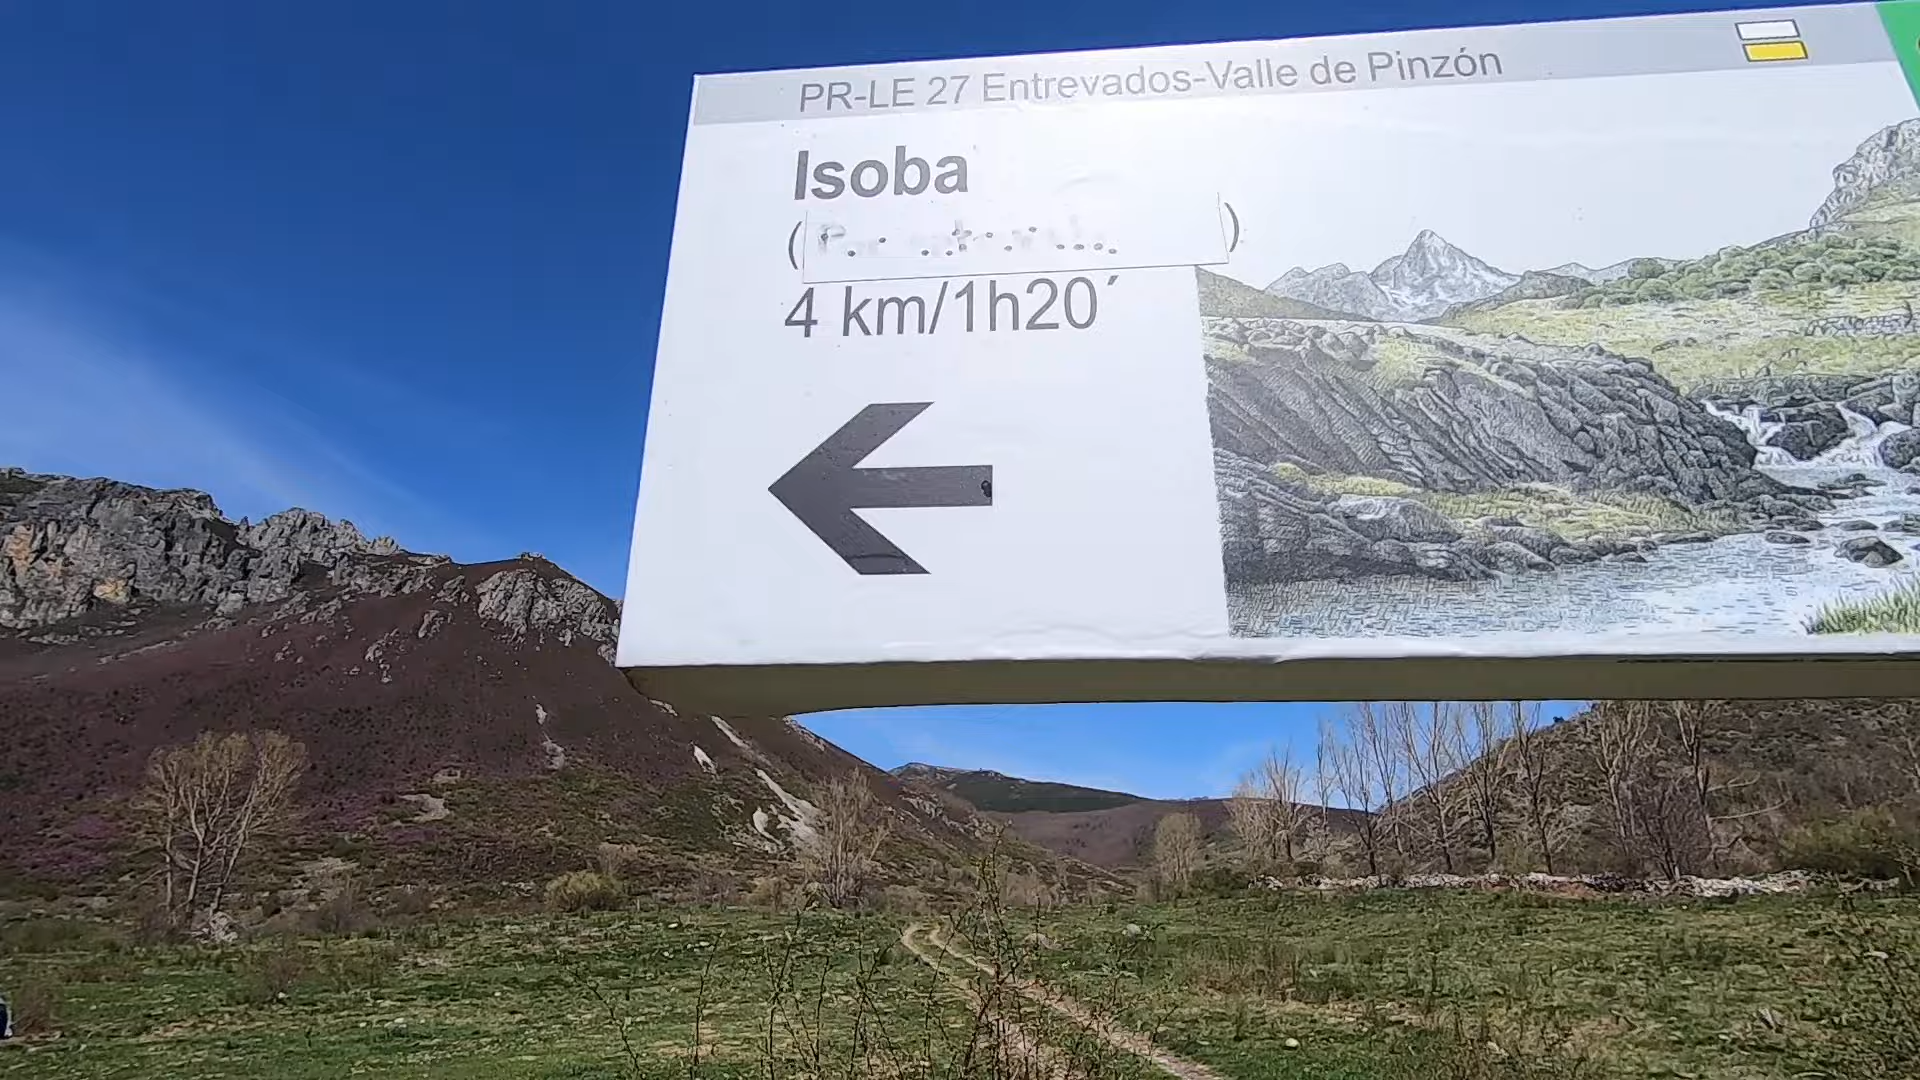 PR-LE 27 Entrevados-Valle de Pinzón
Isoba
( )
4 km/1h20´